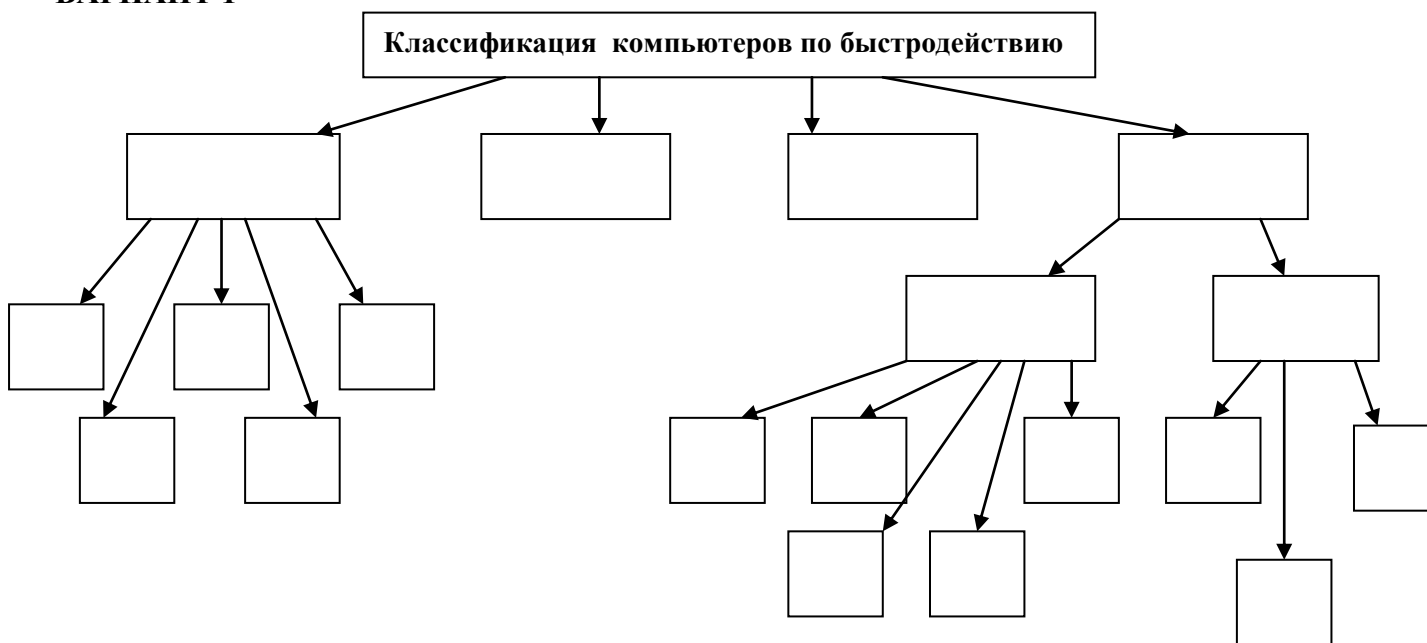 Классификация компьютеров по быстродействию